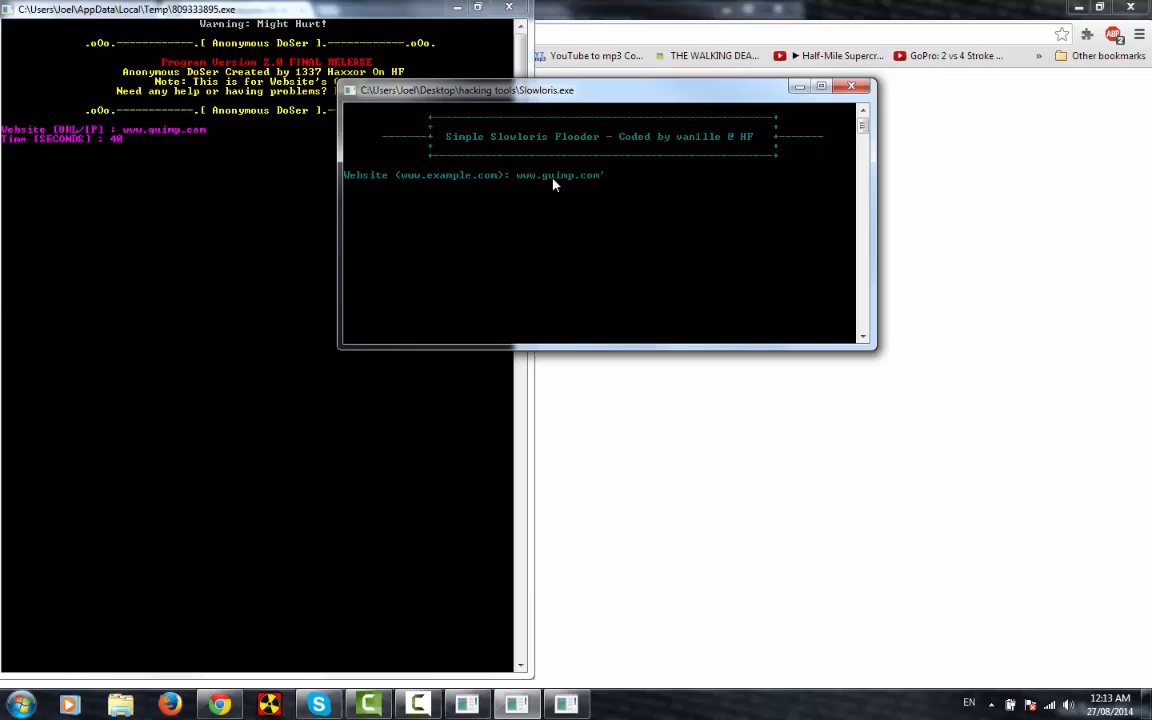 C:\Users\Joel\AppData\Local\Temp\809333895.exe
Warning: Might Hurt!
.oOo.------------.[ Anonymous DoSer ].------------.oOo.
Program Version 2.0 FINAL RELEASE
Anonymous DoSer Created by 1337 Haxxor On HF
Note: This is for Website's
Need any help or having problems?
.oOo.------------.[ Anonymous DoSer ].-
Website [URL/IP] : www.guimp.com
Time [SECONDS] : 40
YouTube to mp3 Co...
THE WALKING DEA...
► Half-Mile Supercr...
GoPro: 2 vs 4 Stroke ...
»
Other bookmarks
ABP
2
C:\Users\Joel\Desktop\hacking tools\Slowloris.exe
Simple Slowloris Flooder - Coded by van1lle @ HF
Website (www.example.com): www.guimp.com'
EN
12:13 AM
27/08/2014